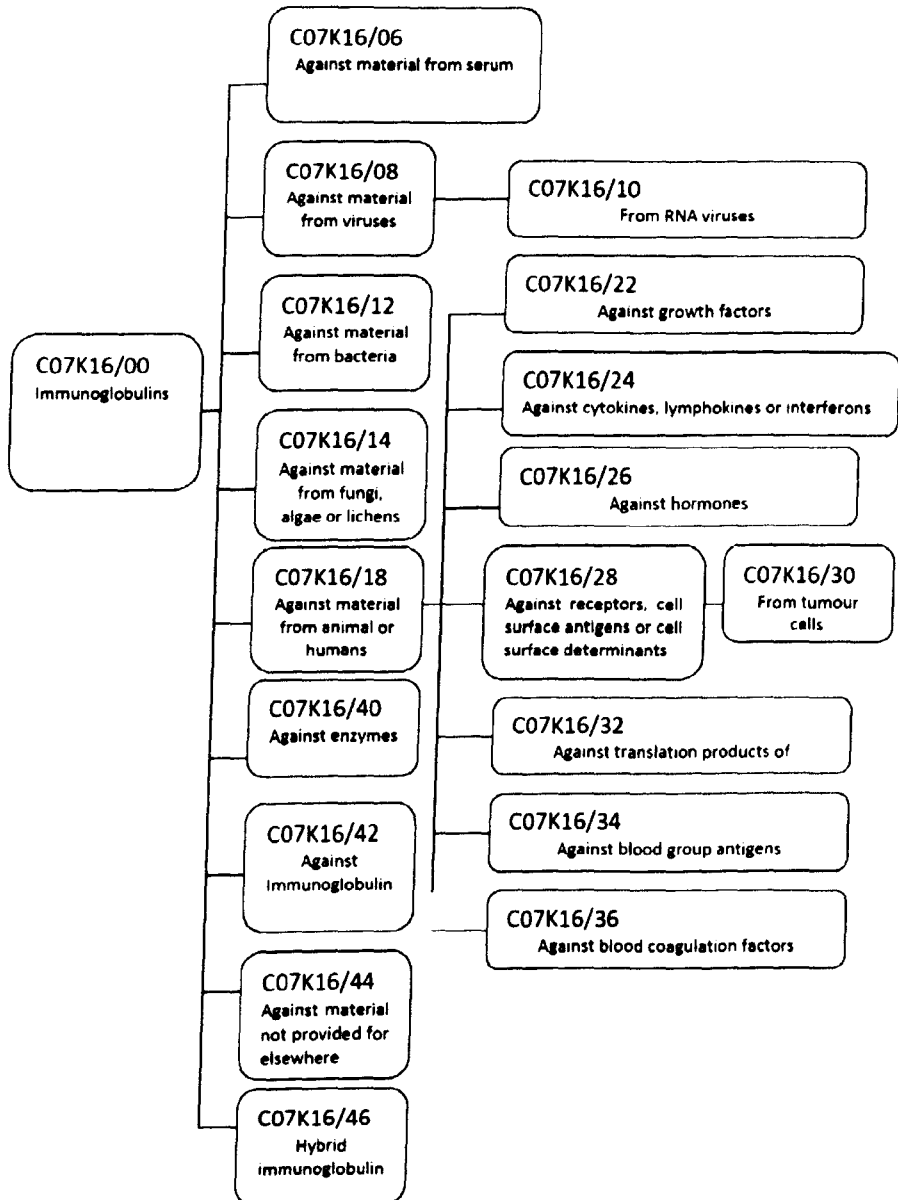 C07K16/00
Immunoglobulins
C07K16/06
Against material from serum
C07K16/08
Against material
from viruses
C07K16/10
From RNA viruses
C07K16/12
Against material
from bacteria
C07K16/14
Against material
from fungi,
algae or lichens
C07K16/18
Against material
from animal or
humans
C07K16/22
Against growth factors
C07K16/24
Against cytokines, lymphokines or interferons
C07K16/26
Against hormones
C07K16/28
Against receptors, cell
surface antigens or cell
surface determinants
C07K16/30
From tumour
cells
C07K16/32
Against translation products of
C07K16/34
Against blood group antigens
C07K16/36
Against blood coagulation factors
C07K16/40
Against enzymes
C07K16/42
Against
Immunoglobulin
C07K16/44
Against material
not provided for
elsewhere
C07K16/46
Hybrid
immunoglobulin